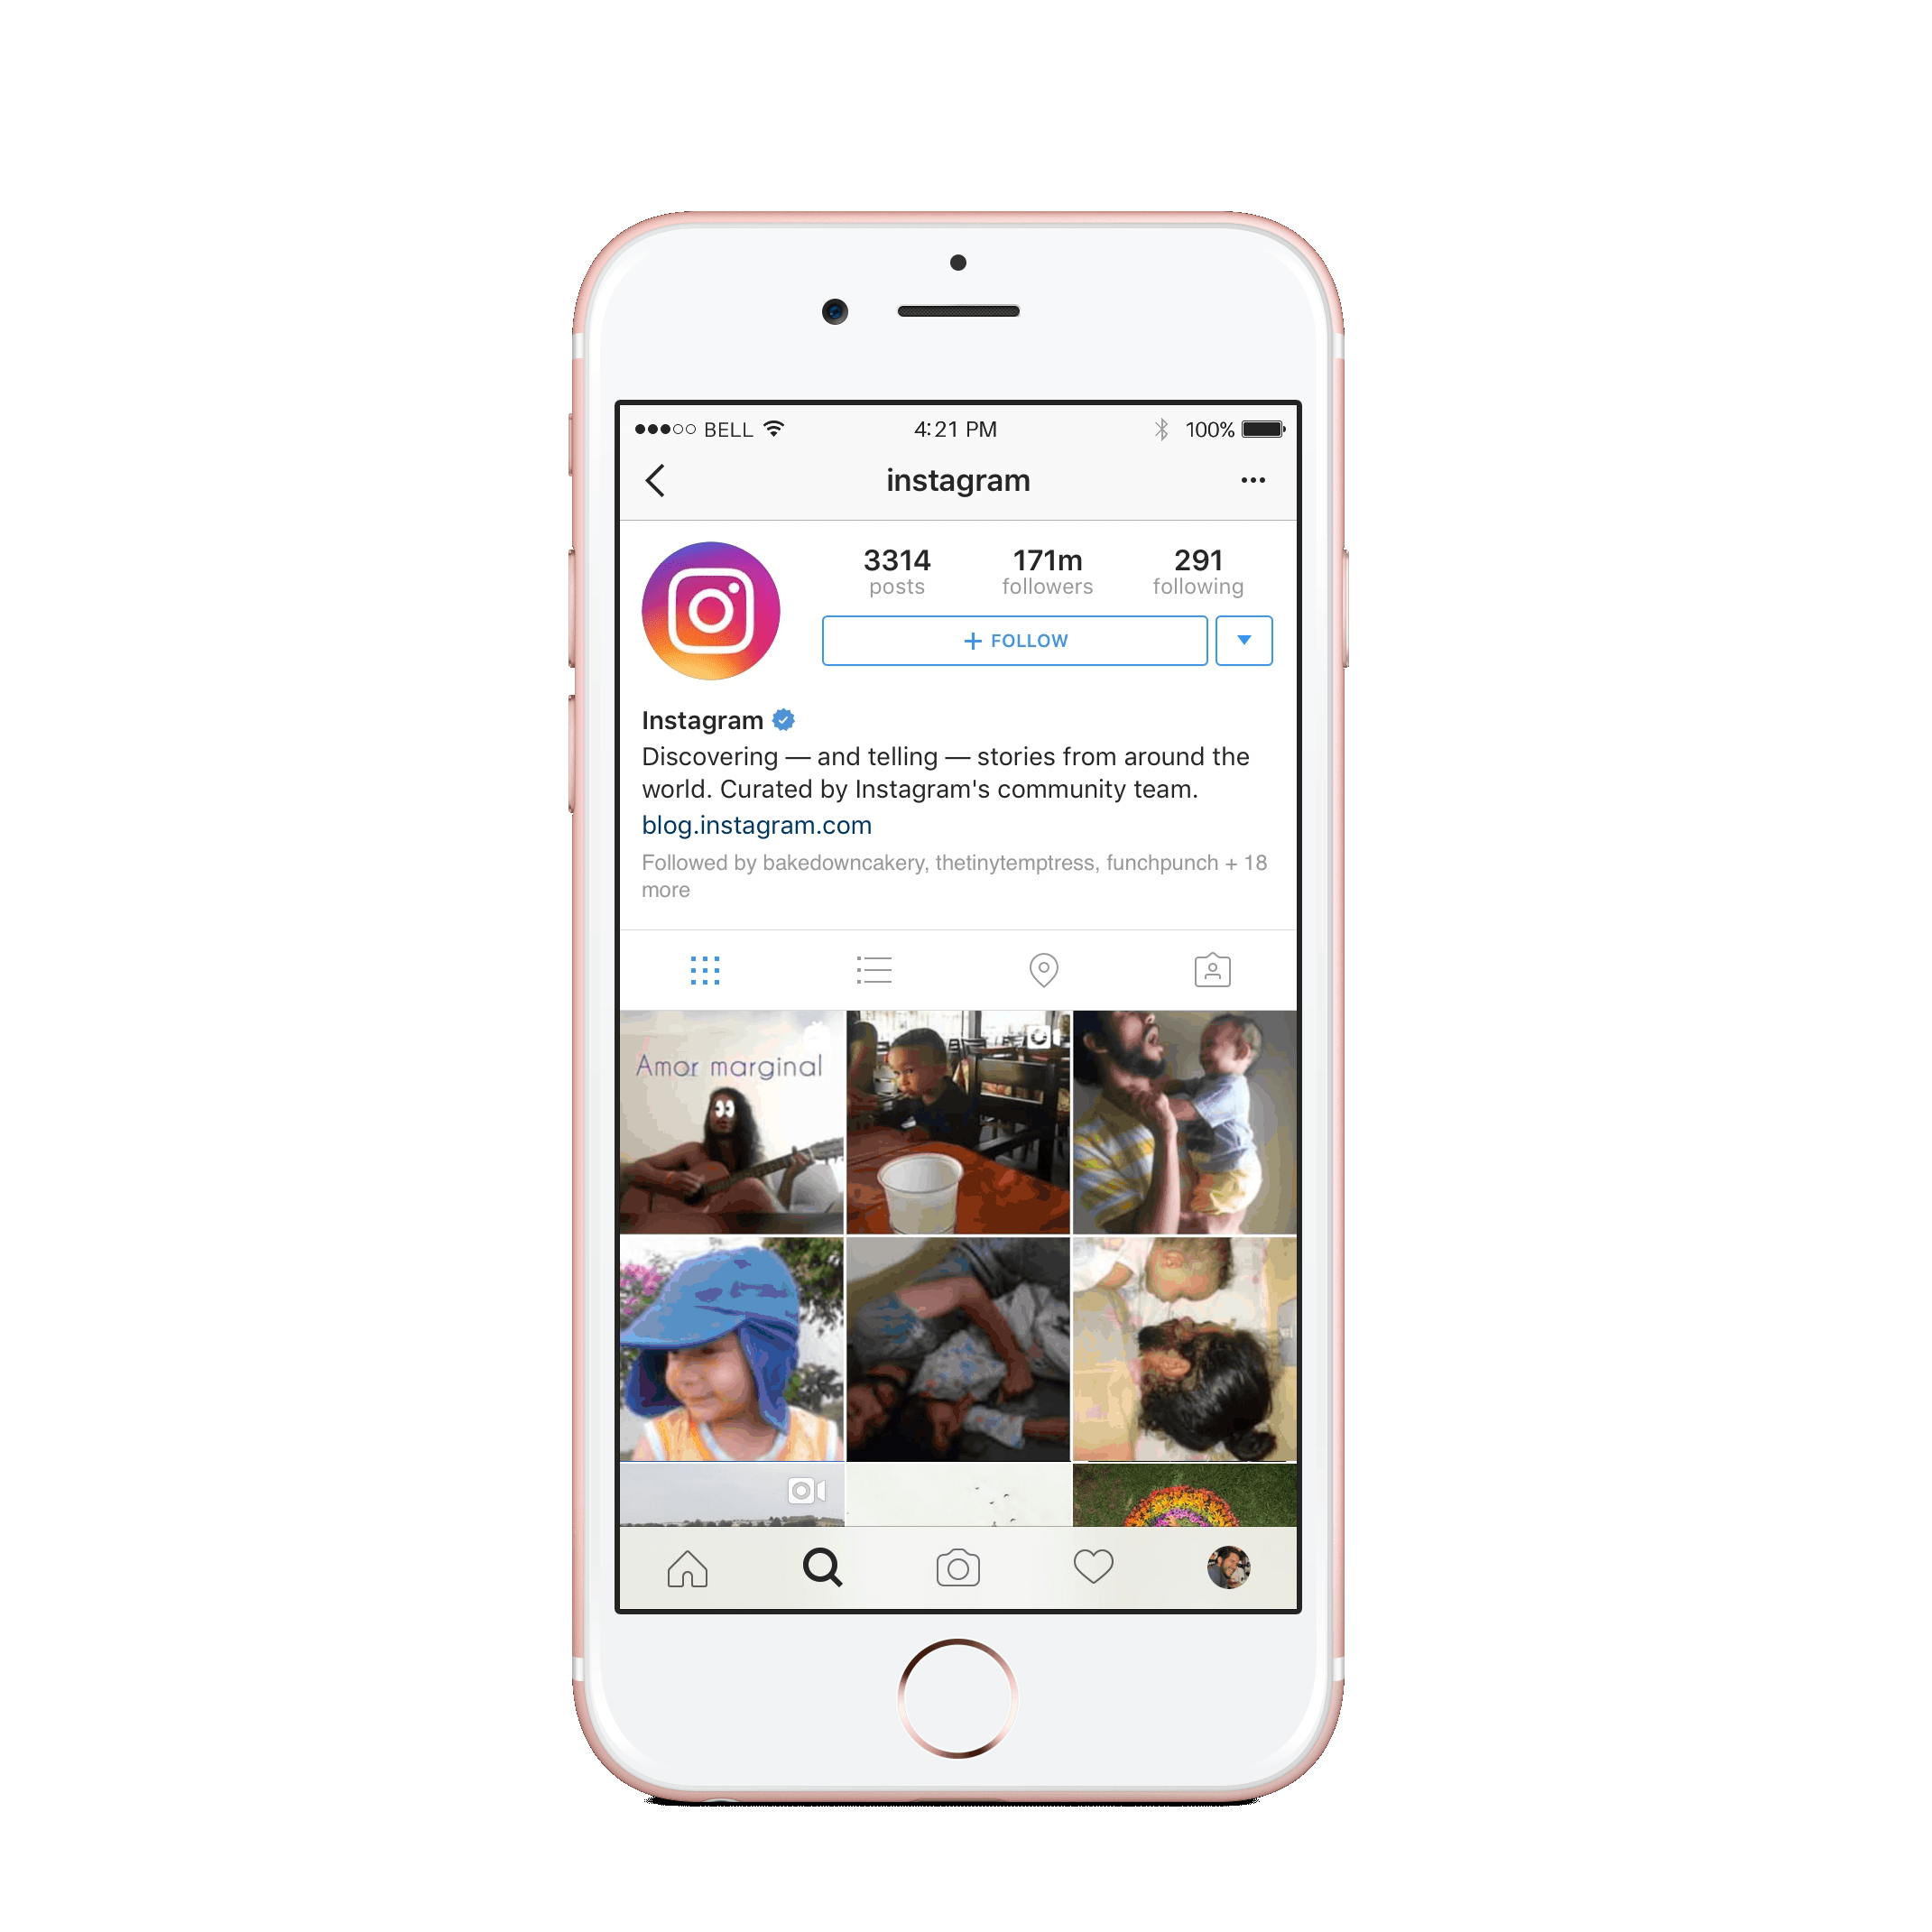 BELL 4:21 PM 100%
instagram
3314 171m 291
posts followers following
+ FOLLOW
Instagram
Discovering — and telling — stories from around the
world. Curated by Instagram's community team.
blog.instagram.com
Followed by bakedowncakery, thetinytemptress, funchpunch + 18
more
Amor marginal